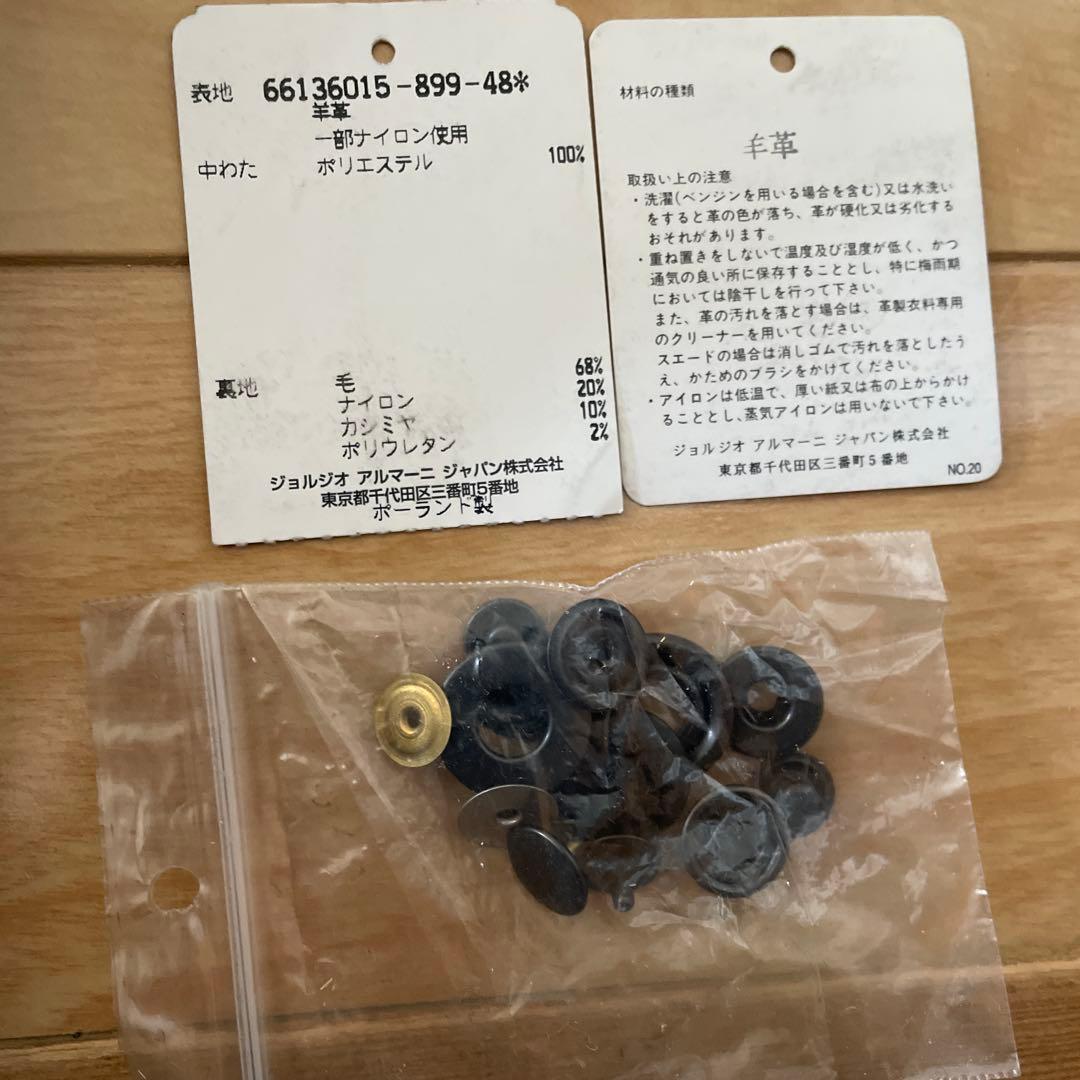 表地 66136015-899-48*
羊革
一部ナイロン使用
中わた ポリエステル 100%
裏地 毛 68%
ナイロン 20%
カシミヤ 10%
ポリウレタン 2%
ジョルジオ アルマーニ ジャパン株式会社
東京都千代田区三番町5番地
ポーランド製
材料の種類
羊革
取扱い上の注意
・洗濯(ベンジンを用いる場合を含む)又は水洗い
をすると革の色が落ち、革が硬化又は劣化する
おそれがあります。
・重ね置きをしないで温度及び湿度が低く、かつ
通気の良い所に保存することとし、特に梅雨期
においては陰干しを行って下さい。
また、革の汚れを落とす場合は、革製衣料専用
のクリーナーを用いてください。
スエードの場合は消しゴムで汚れを落としたう
え、かためのブラシをかけてください。
・アイロンは低温で、厚い紙又は布の上からかけ
ることとし、蒸気アイロンは用いないで下さい。
ジョルジオ アルマーニ ジャパン株式会社
東京都千代田区三番町5番地
NO.20